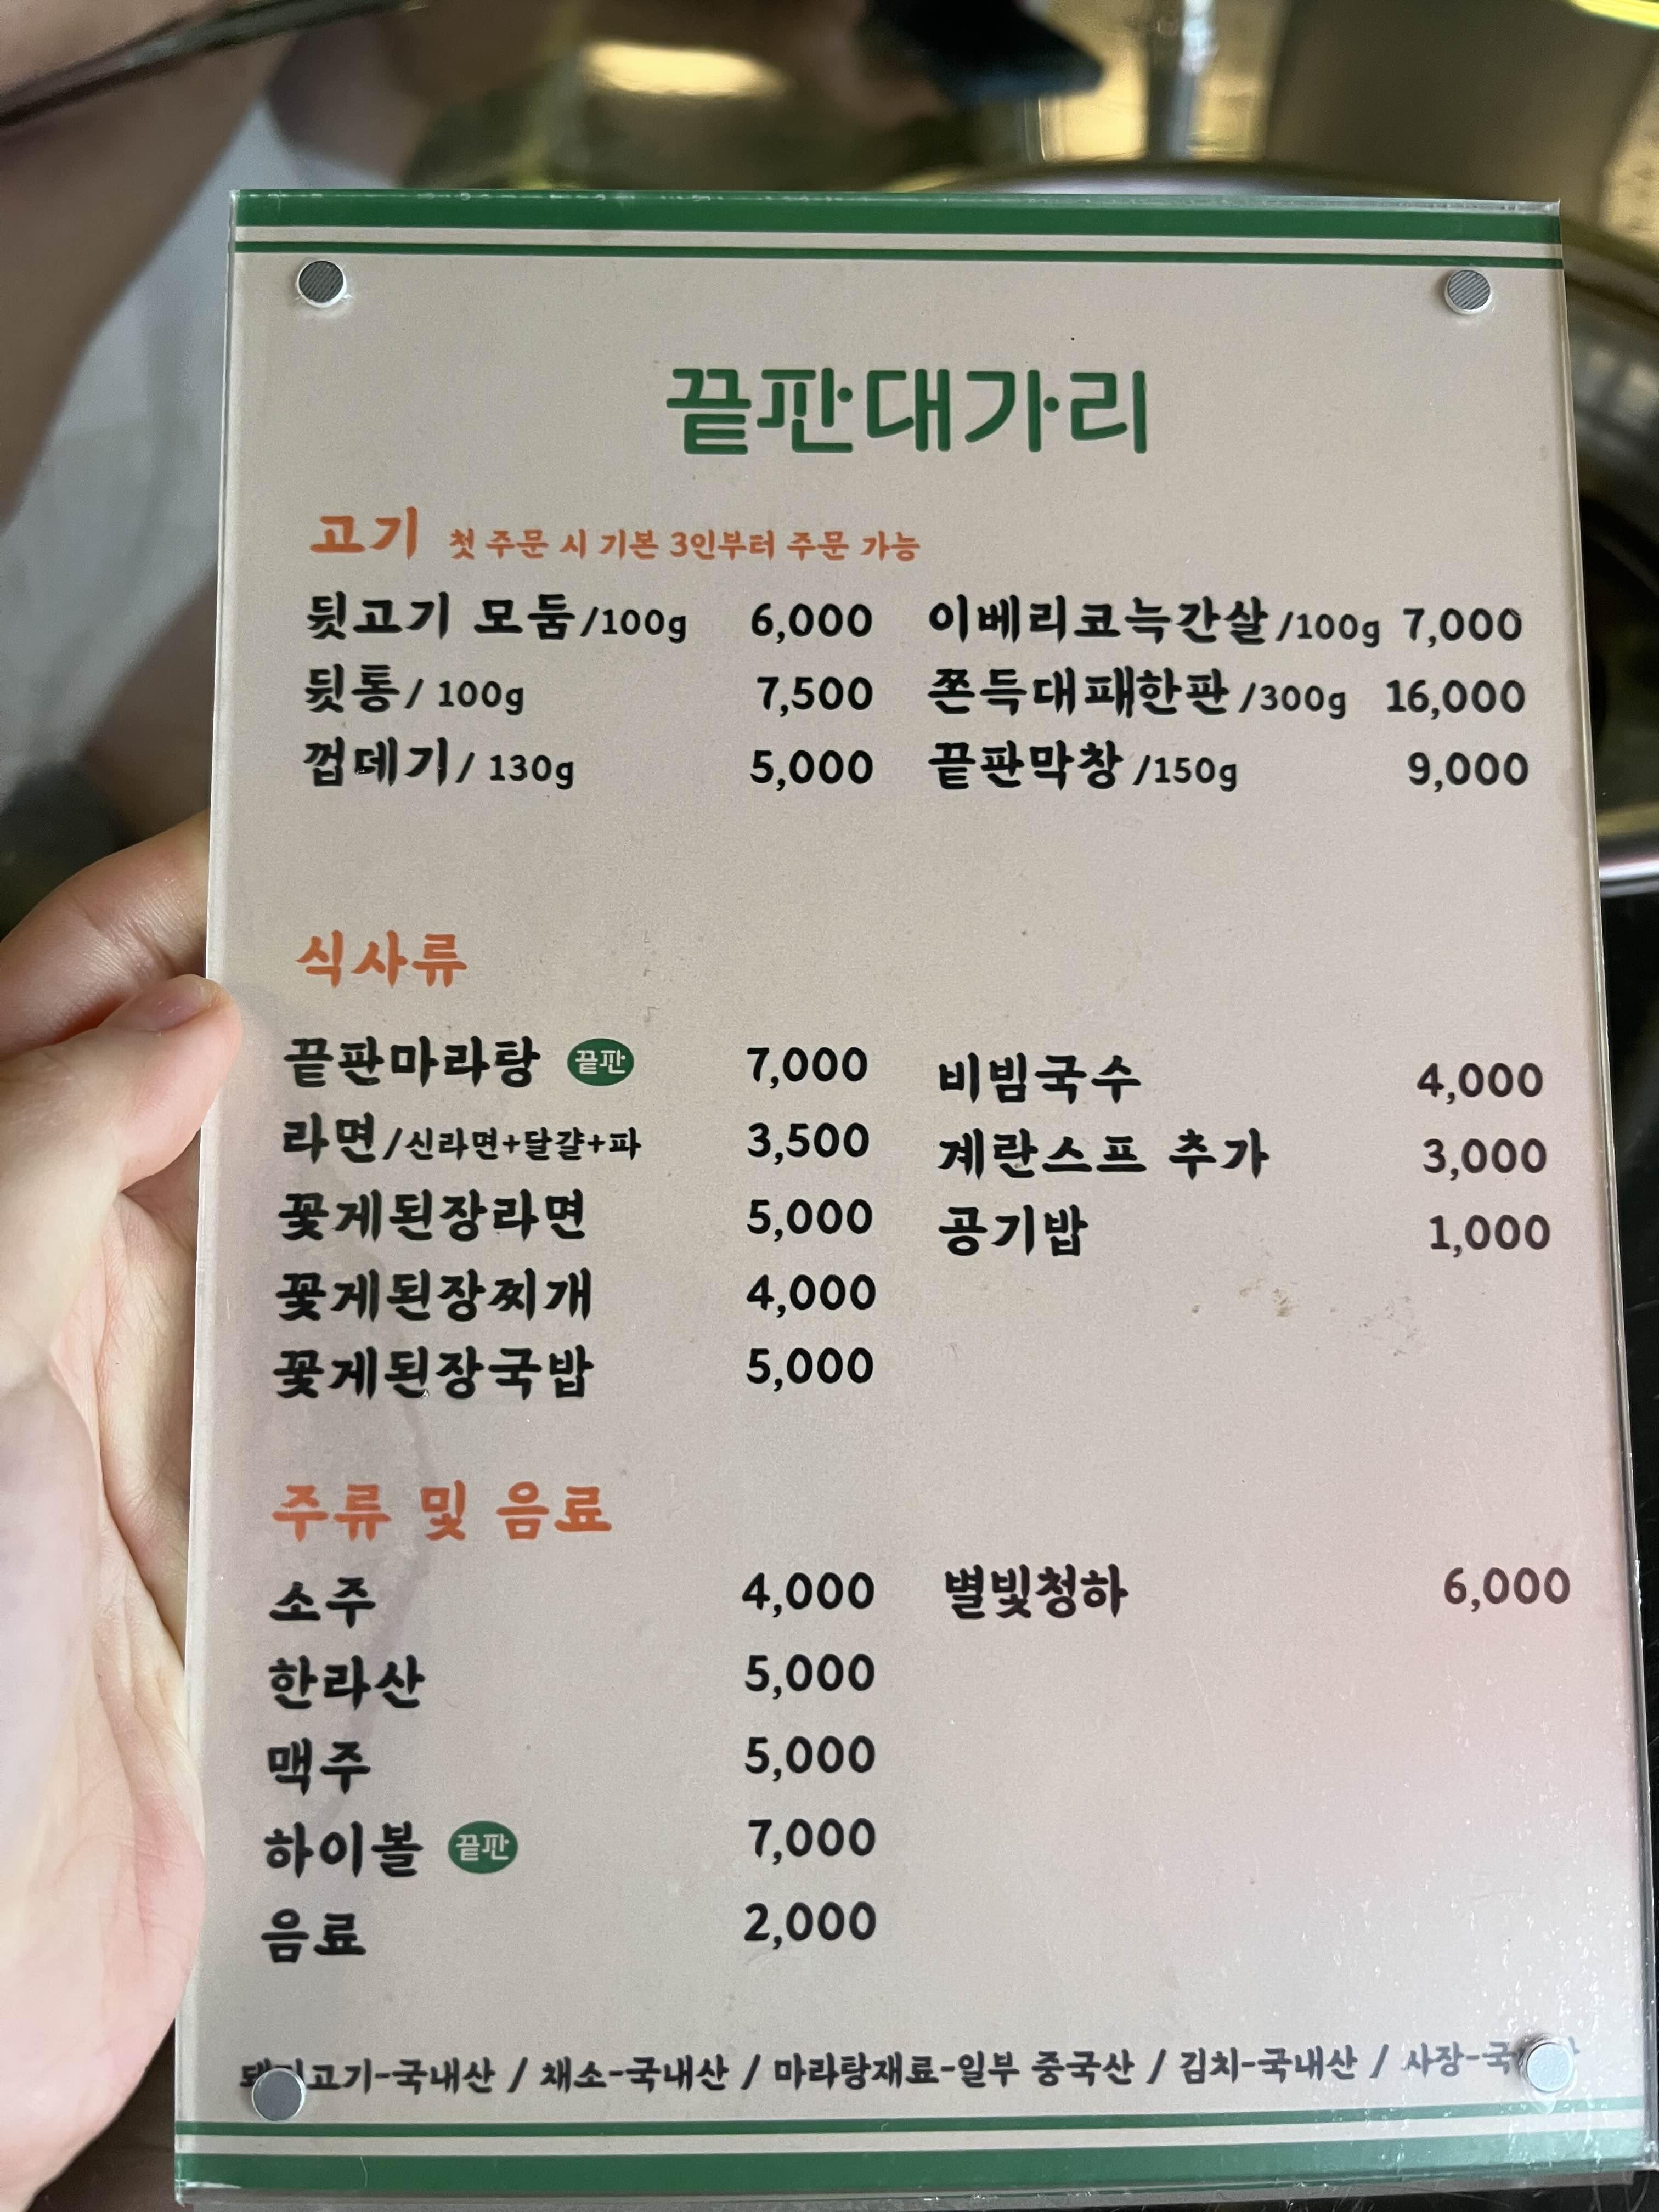 끝판대가리
고기 첫 주문 시 기본 3인부터 주문 가능
뒷고기 모둠/100g 6,000
뒷통/ 100g 7,500
껍데기/ 130g 5,000
이베리코늑간살/100g 7,000
쫀득대패한판/300g 16,000
끝판막창/150g 9,000
식사류
끝판마라탕 끝판 7,000
라면/신라면+달걀+파 3,500
꽃게된장라면 5,000
꽃게된장찌개 4,000
꽃게된장국밥 5,000
비빔국수 4,000
계란스프 추가 3,000
공기밥 1,000
주류 및 음료
소주 4,000
한라산 5,000
맥주 5,000
하이볼 끝판 7,000
음료 2,000
별빛청하 6,000
돼지고기-국내산 / 채소-국내산 / 마라탕재료-일부 중국산 / 김치-국내산 / 사장-국내산